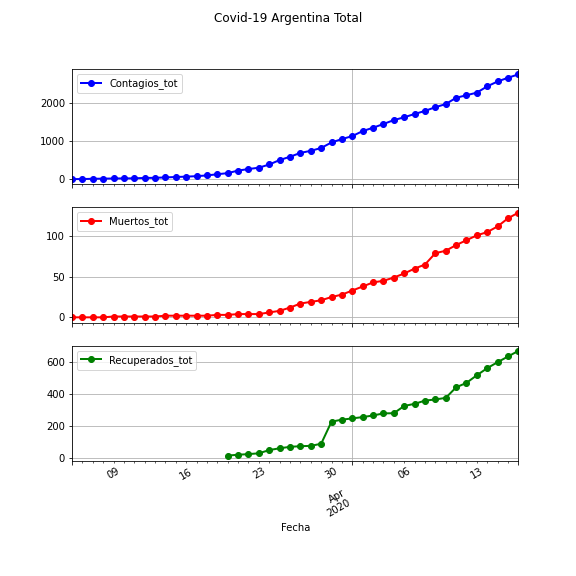 Covid-19 Argentina Total
Contagios_tot
2000
1000
0
Muertos_tot
100
50
0
Recuperados_tot
600
400
200
0
09 16 23 30 06 13
Apr
2020
Fecha